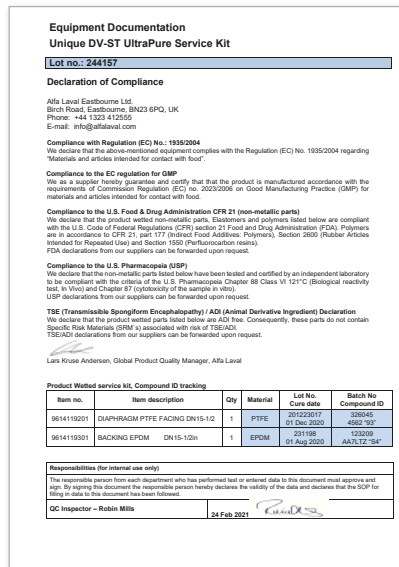 Equipment Documentation
Unique DV-ST UltraPure Service Kit
Lot no.: 244157
Declaration of Compliance
Alfa Laval Eastbourne Ltd.
Birch Road, Eastbourne, BN23 6PQ, UK
Phone: +44 1323 412555
E-mail: info@alfalaval.com
Compliance with Regulation (EC) No.: 1935/2004
We declare that the above-mentioned equipment complies with the Regulation (EC) No. 1935/2004 regarding
"Materials and articles intended for contact with food".
Compliance to the EC regulation for GMP
We as a supplier hereby guarantee and certify that that the product is manufactured accordance with the
requirements of Commission Regulation (EC) no. 2023/2006 on Good Manufacturing Practice (GMP) for
materials and articles intended for contact with food.
Compliance to the U.S. Food & Drug Administration CFR 21 (non-metallic parts)
We declare that the product wetted non-metallic parts, Elastomers and polymers listed below are compliant
with the U.S. Code of Federal Regulations (CFR) section 21 Food and Drug Administration (FDA). Polymers
are in accordance to CFR 21, part 177 (Indirect Food Additives: Polymers), Section 2600 (Rubber Articles
Intended for Repeated Use) and Section 1550 (Perfluorocarbon resins).
FDA declarations from our suppliers can be forwarded upon request.
Compliance to the U.S. Pharmacopeia (USP)
We declare that the non-metallic parts listed below have been tested and certified by an independent laboratory
to be compliant with the criteria of the U.S. Pharmacopeia Chapter 88 Class VI 121°C (Biological reactivity
test, In Vivo) and Chapter 87 (cytotoxicity of the sample in vitro).
USP declarations from our suppliers can be forwarded upon request.
TSE (Transmissible Spongiform Encephalopathy) / ADI (Animal Derivative Ingredient) Declaration
We declare that the product wetted parts listed below are ADI free. Consequently, these parts do not contain
Specific Risk Materials (SRM´s) associated with risk of TSE/ADI.
TSE/ADI declarations from our suppliers can be forwarded upon request.
Lars Kruse Andersen, Global Product Quality Manager, Alfa Laval
Product Wetted service kit, Compound ID tracking
Item no. Item description Qty Material Lot No. Cure date Batch No Compound ID
9614119201 DIAPHRAGM PTFE FACING DN15-1/2 1 PTFE 201223017 01 Dec 2020 326045 4562 "93"
9614119301 BACKING EPDM DN15-1/2in 1 EPDM 231198 01 Aug 2020 123209 AA7LTZ "S4"
Responsibilities (for internal use only)
The responsible person from each department who has performed test or entered data to this document must approve and
sign. By signing this document the responsible person hereby declares the validity of the data and declares that the SOP for
filling in data to this document has been followed.
QC Inspector – Robin Mills
24 Feb 2021